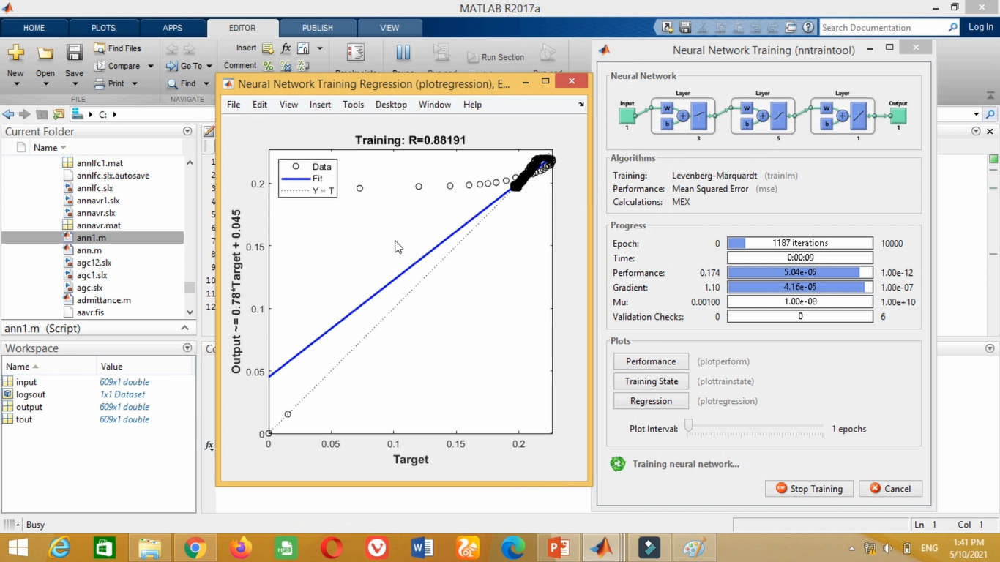 MATLAB R2017a
HOME PLOTS APPS EDITOR PUBLISH VIEW
Search Documentation
Log In
New Open Save
Find Files
Compare
Print
Go To
Find
Insert fx
Comment %
Run Section
FILE NAVIGATE
C:
Current Folder
Name
annlfc1.mat
annlfc.slx.autosave
annlfc.slx
annavr1.slx
annavr.slx
annavr.mat
ann1.m
ann.m
agc12.slx
agc1.slx
agc.slx
admittance.m
aavr.fis
ann1.m (Script)
Workspace
Name Value
input 609x1 double
logsout 1x1 Dataset
output 609x1 double
tout 609x1 double
1
2
3
4
5
6
7
8
9
10
11
12
Co
fx
Neural Network Training Regression (plotregression), E...
File Edit View Insert Tools Desktop Window Help
Training: R=0.88191
Data
Fit
Y = T
Output ~= 0.78*Target + 0.045
0.2
0.15
0.1
0.05
0
0 0.05 0.1 0.15 0.2
Target
Neural Network Training (nntraintool)
Neural Network
Input Layer Layer Layer Output
W b + W b + W b +
1 3 5 1 1
Algorithms
Training: Levenberg-Marquardt (trainlm)
Performance: Mean Squared Error (mse)
Calculations: MEX
Progress
Epoch: 0 1187 iterations 10000
Time: 0:00:09
Performance: 0.174 5.04e-05 1.00e-12
Gradient: 1.10 4.16e-05 1.00e-07
Mu: 0.00100 1.00e-08 1.00e+10
Validation Checks: 0 0 6
Plots
Performance (plotperform)
Training State (plottrainstate)
Regression (plotregression)
Plot Interval: 1 epochs
Training neural network...
Stop Training Cancel
Busy
Ln 1 Col 1
ENG
1:41 PM
5/10/2021